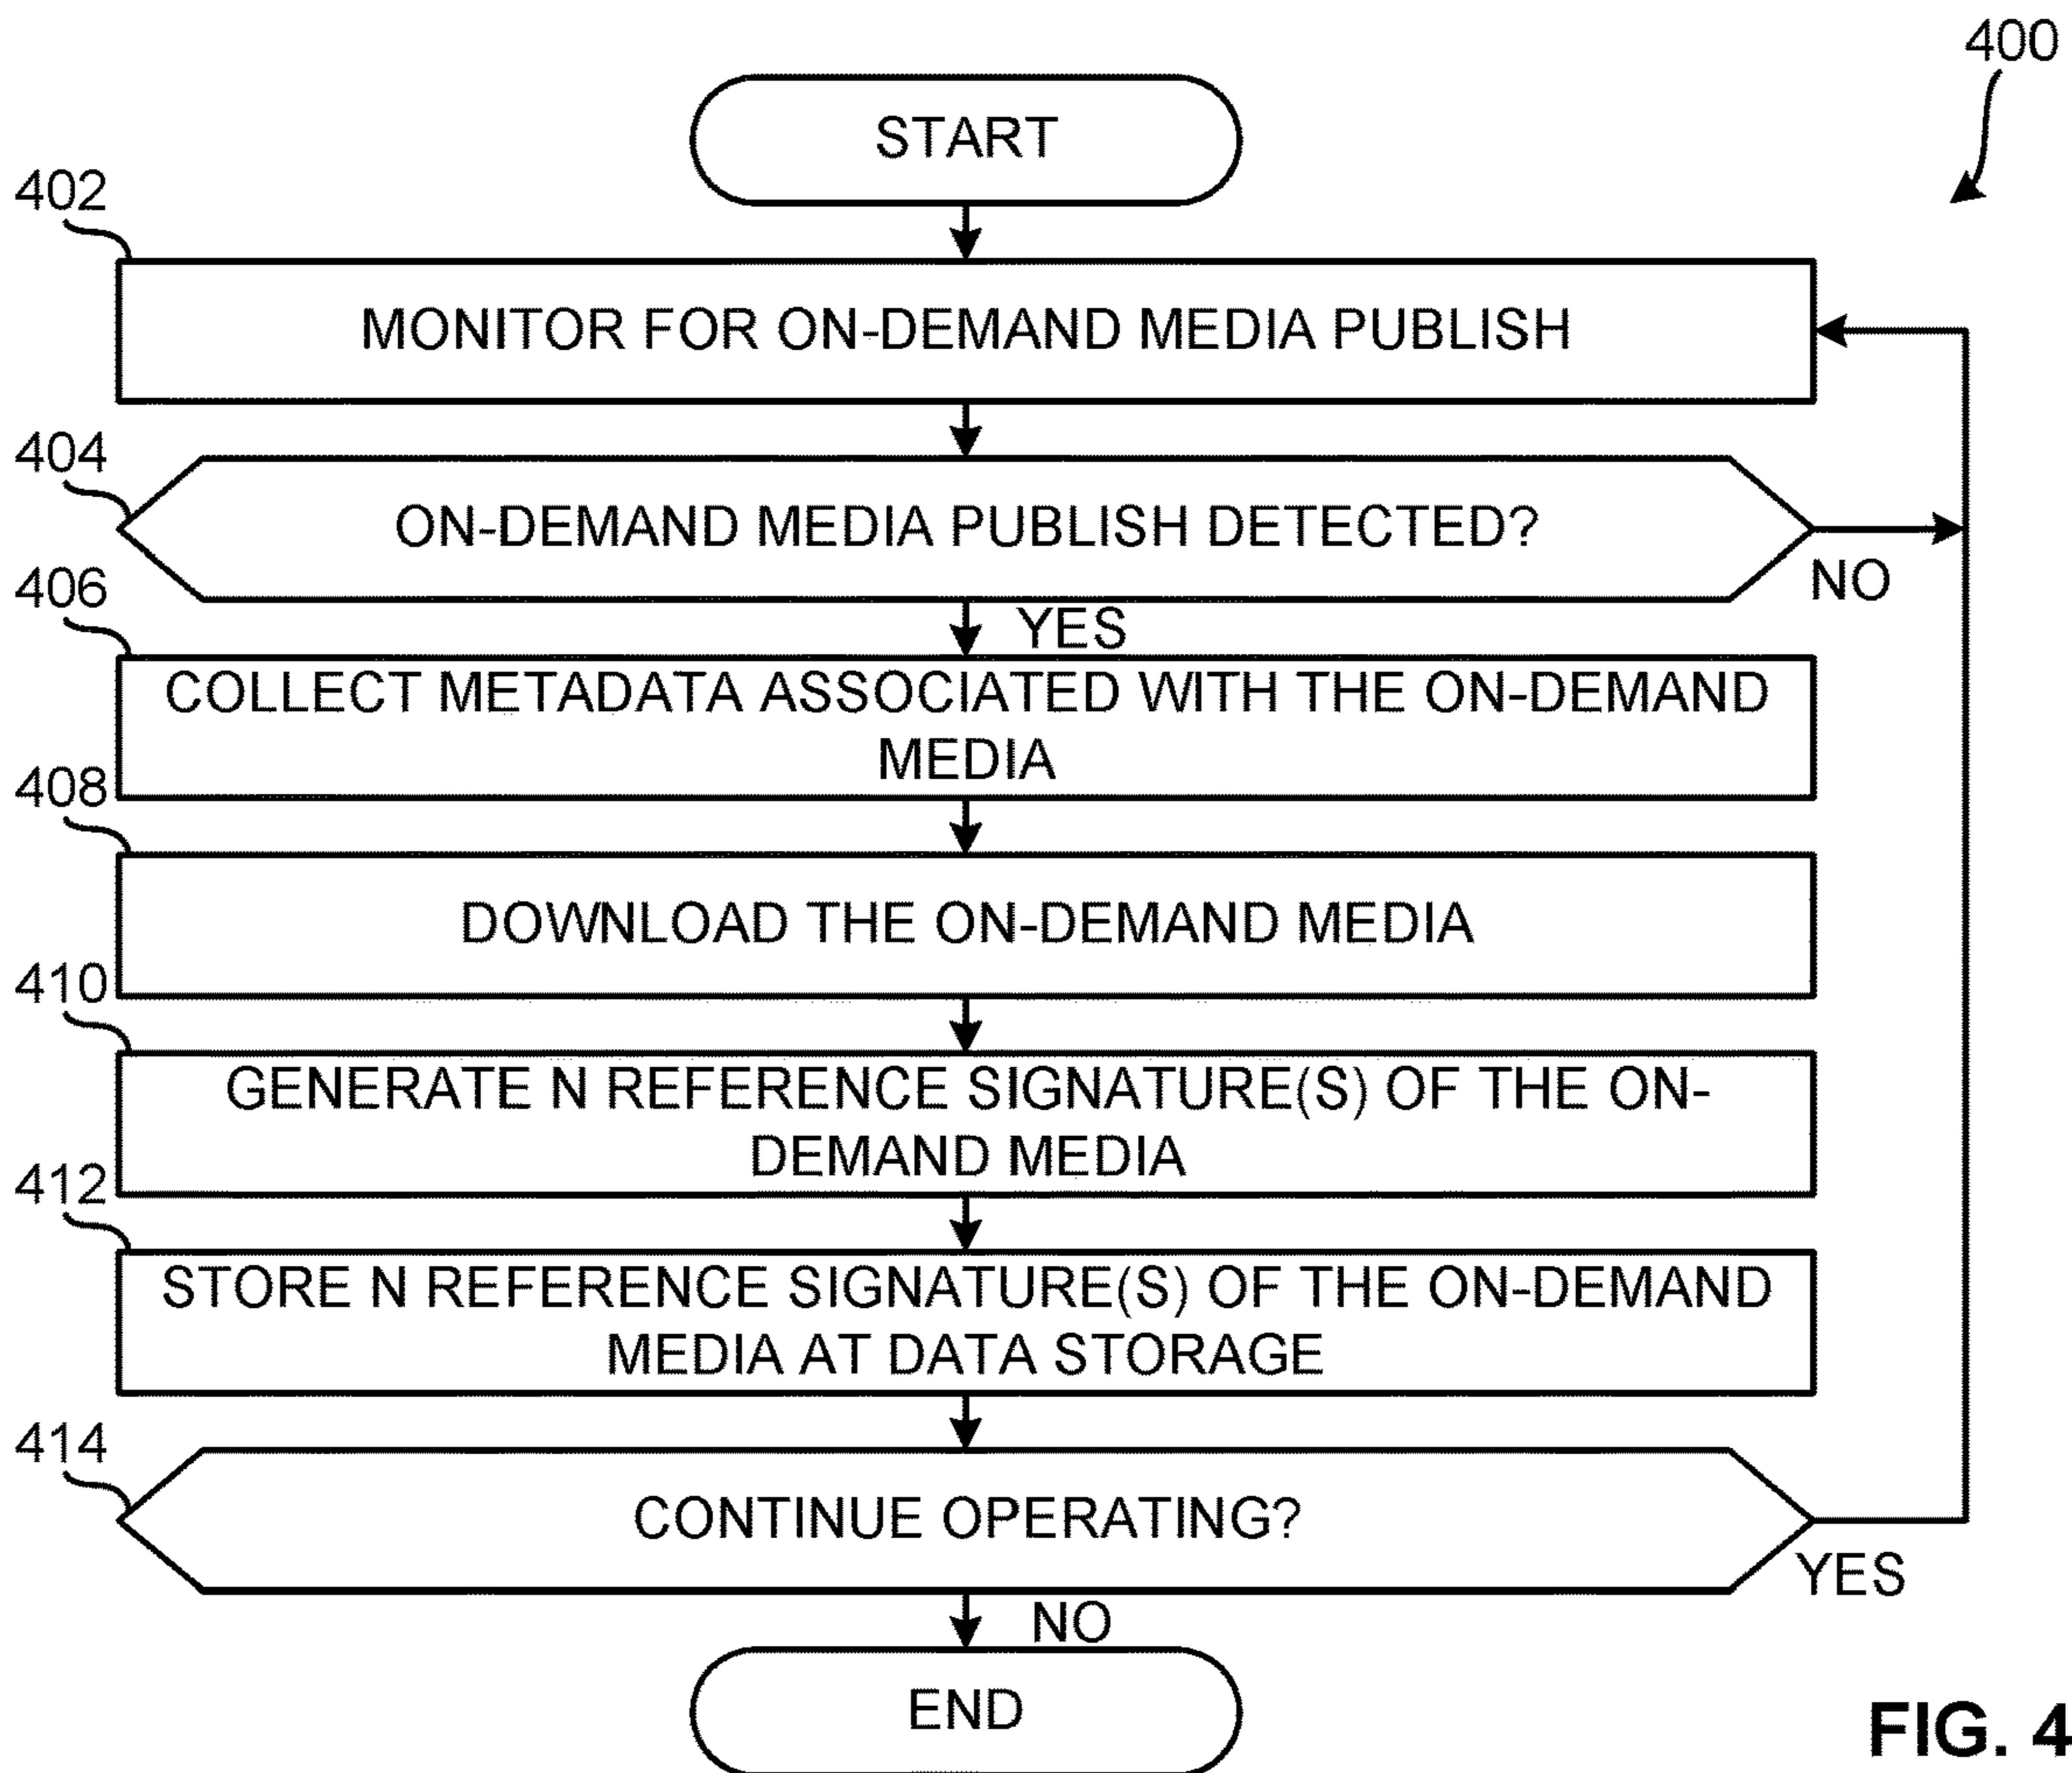 400
START
402
MONITOR FOR ON-DEMAND MEDIA PUBLISH
404
ON-DEMAND MEDIA PUBLISH DETECTED?
NO
406
YES
COLLECT METADATA ASSOCIATED WITH THE ON-DEMAND
MEDIA
408
DOWNLOAD THE ON-DEMAND MEDIA
410
GENERATE N REFERENCE SIGNATURE(S) OF THE ON-
DEMAND MEDIA
412
STORE N REFERENCE SIGNATURE(S) OF THE ON-DEMAND
MEDIA AT DATA STORAGE
414
CONTINUE OPERATING?
YES
NO
END
FIG. 4